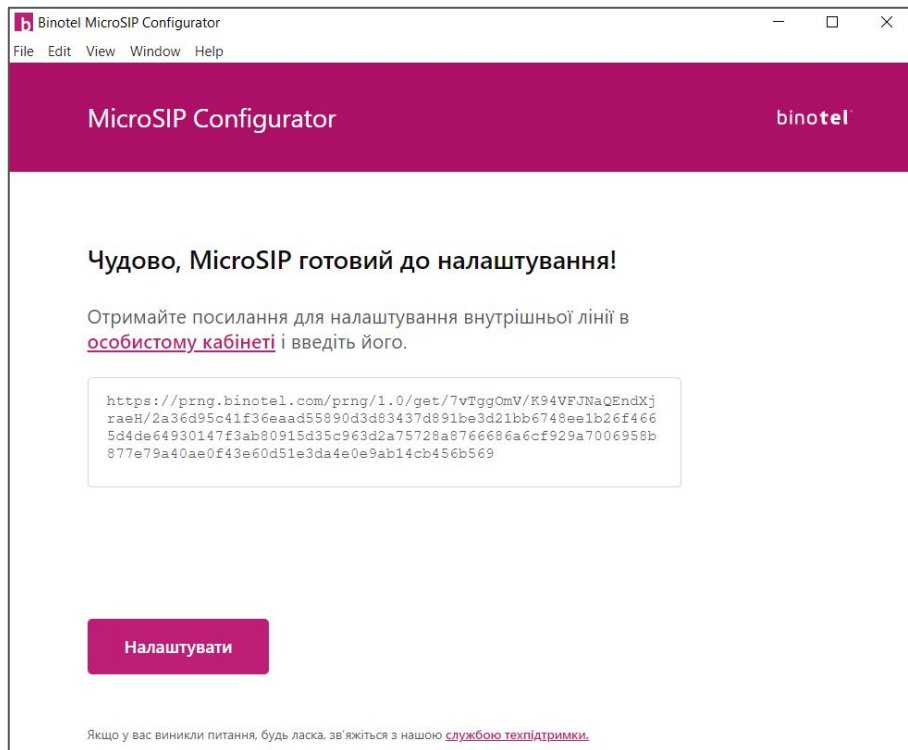 Binotel MicroSIP Configurator
File Edit View Window Help
MicroSIP Configurator
binotel
Чудово, MicroSIP готовий до налаштування!
Отримайте посилання для налаштування внутрішньої лінії в
особистому кабінеті і введіть його.
https://prng.binotel.com/prng/1.0/get/7vTggOmV/K94VFJNaQEndXj
raeH/2a36d95c41f36eaad55890d3d83437d891be3d21bb6748ee1b26f466
5d4de64930147f3ab80915d35c963d2a75728a8766686a6cf929a7006958b
877e79a40ae0f43e60d51e3da4e0e9ab14cb456b569
Налаштувати
Якщо у вас виникли питання, будь ласка, зв'яжіться з нашою службою техпідтримки.